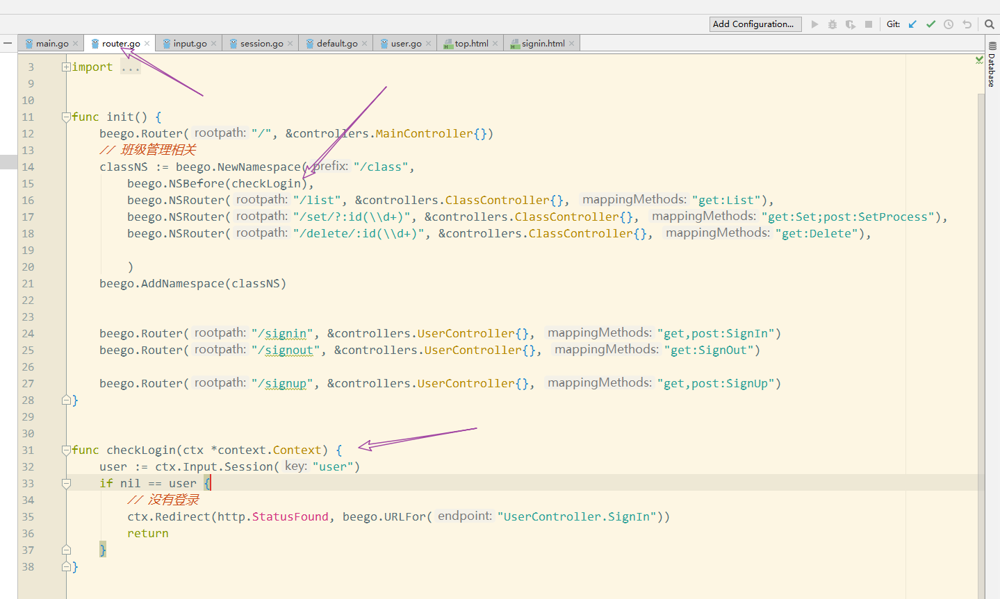 Add Configuration...
Git:
main.go
router.go
input.go
session.go
default.go
user.go
top.html
signin.html
Database
3 import ...
9
10
11 func init() {
12 beego.Router( rootpath: "/", &controllers.MainController{})
13 // 班级管理相关
14 classNS := beego.NewNamespace( prefix: "/class",
15 beego.NSBefore(checkLogin),
16 beego.NSRouter( rootpath: "/list", &controllers.ClassController{}, mappingMethods: "get:List"),
17 beego.NSRouter( rootpath: "/set/?:id(\\d+)", &controllers.ClassController{}, mappingMethods: "get:Set;post:SetProcess"),
18 beego.NSRouter( rootpath: "/delete/:id(\\d+)", &controllers.ClassController{}, mappingMethods: "get:Delete"),
19
20 )
21 beego.AddNamespace(classNS)
22
23
24 beego.Router( rootpath: "/signin", &controllers.UserController{}, mappingMethods: "get,post:SignIn")
25 beego.Router( rootpath: "/signout", &controllers.UserController{}, mappingMethods: "get:SignOut")
26
27 beego.Router( rootpath: "/signup", &controllers.UserController{}, mappingMethods: "get,post:SignUp")
28 }
29
30
31 func checkLogin(ctx *context.Context) {
32 user := ctx.Input.Session( key: "user")
33 if nil == user {
34 // 没有登录
35 ctx.Redirect(http.StatusFound, beego.URLFor( endpoint: "UserController.SignIn"))
36 return
37 }
38 }